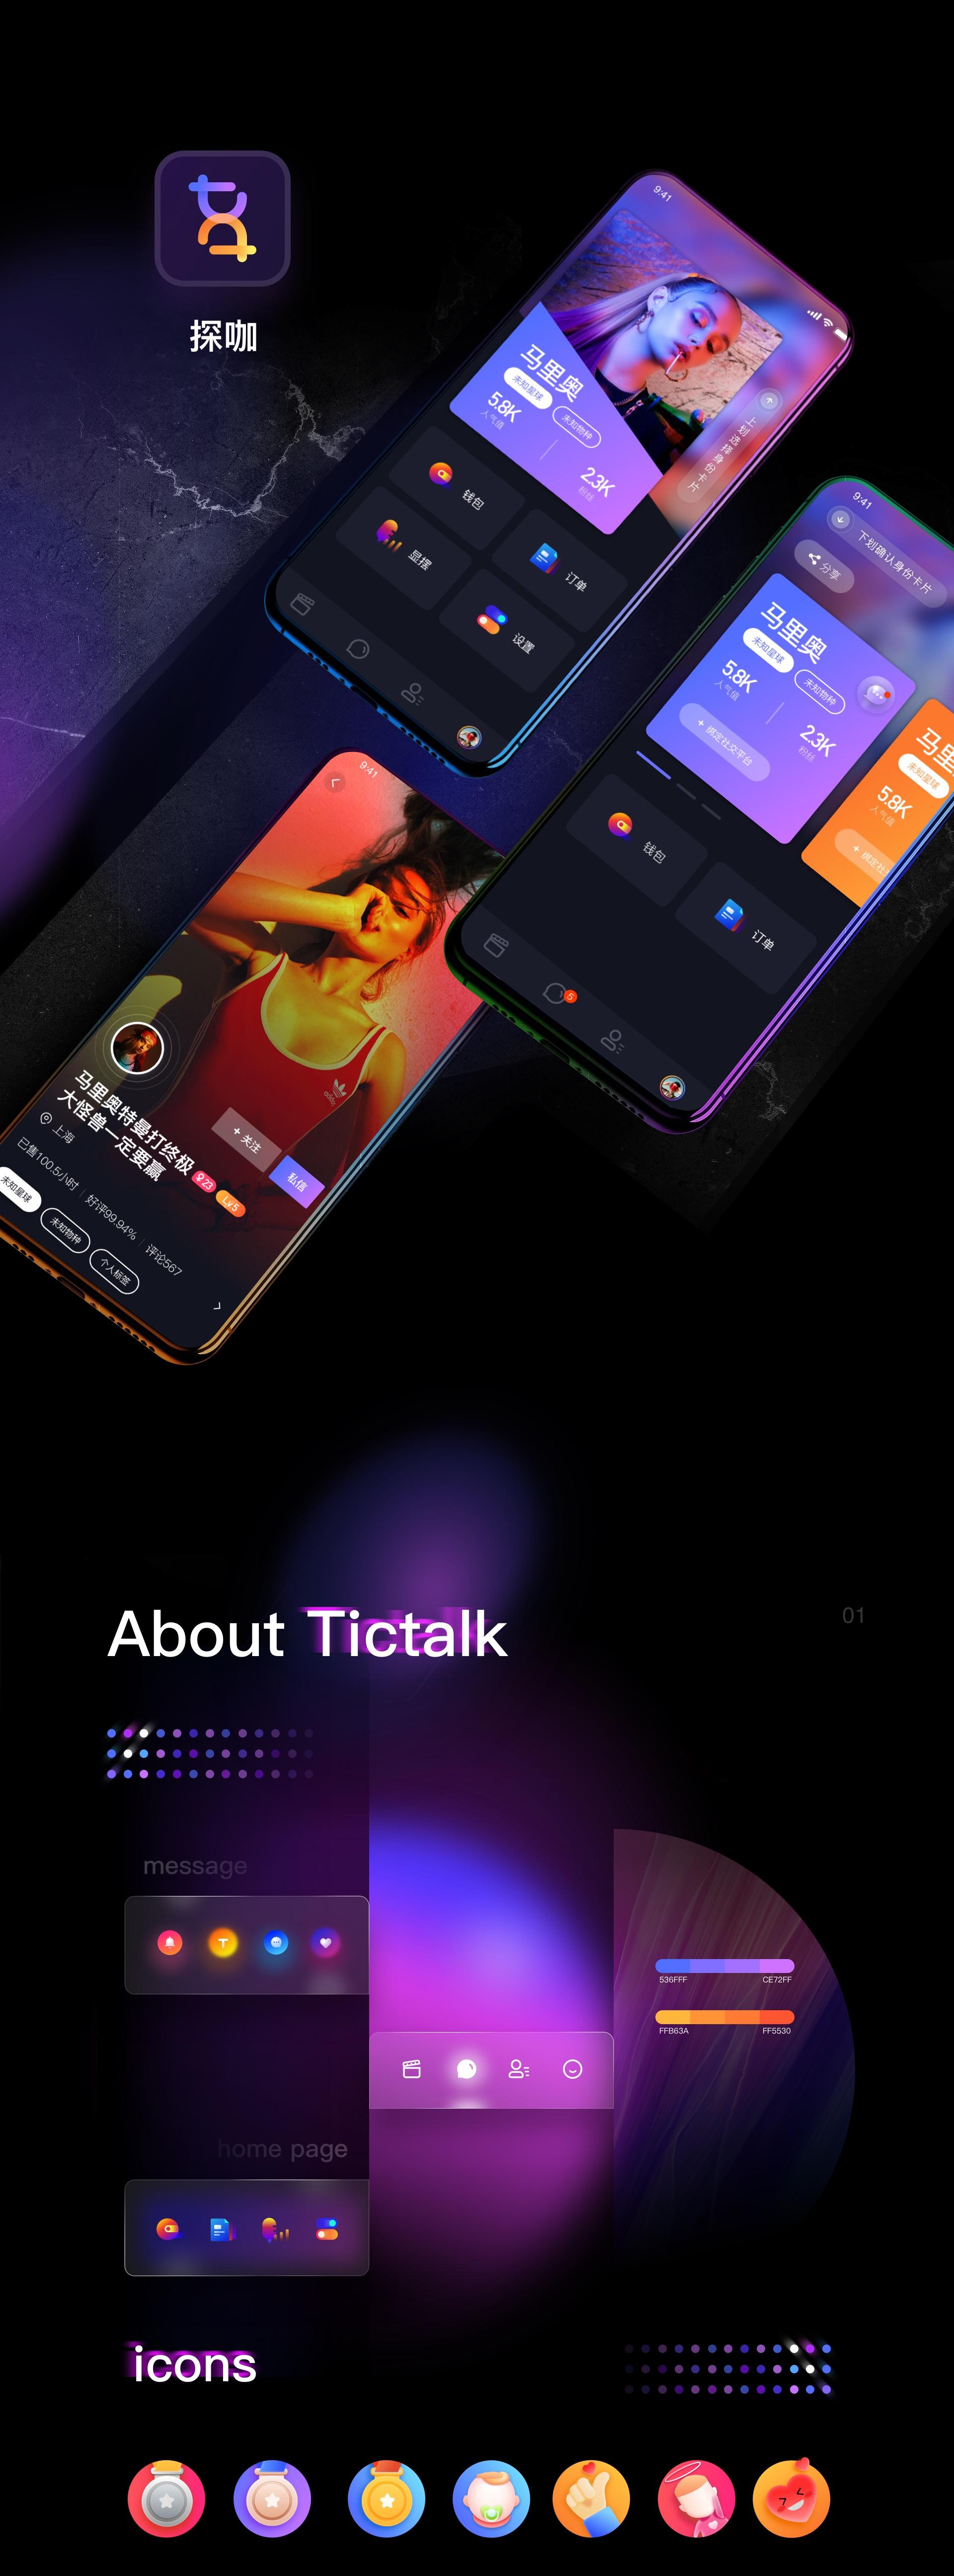 探咖
9:41
马里奥
未知星球
未知物种
5.8K
人气值
2.3K
粉丝
上划选择身份卡片
钱包
订单
显摆
设置
9:41
下划确认身份卡片
分享
马里奥
未知星球
未知物种
5.8K
人气值
2.3K
粉丝
+ 绑定社交平台
马里
未知星球
5.8K
人气值
+ 绑定社
钱包
订单
5
9:41
adidas
马里奥特曼打终极
大怪兽一定要赢
23
Lv5
+ 关注
私信
上海
已售100.5小时
好评99.94%
评论567
未知星球
未知物种
个人标签
About Tictalk
01
message
536FFF
CE72FF
FFB63A
FF5530
home page
icons